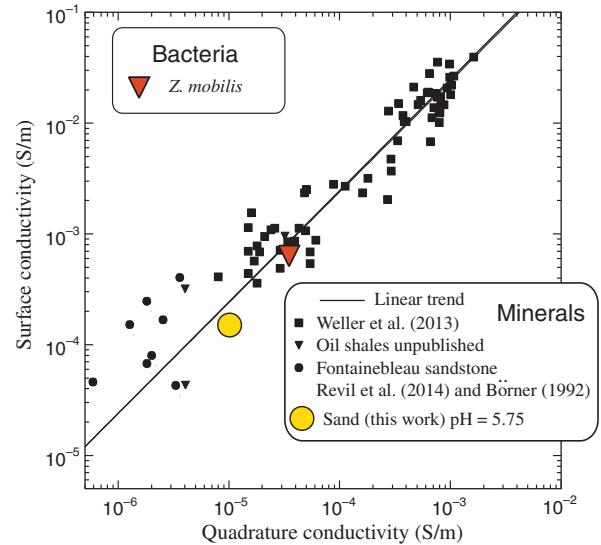 Bacteria
Z. mobilis
10⁻¹
10⁻²
10⁻³
10⁻⁴
10⁻⁵
Surface conductivity (S/m)
Linear trend
Minerals
Weller et al. (2013)
Oil shales unpublished
Fontainebleau sandstone
Revil et al. (2014) and Börner (1992)
Sand (this work) pH = 5.75
10⁻⁶ 10⁻⁵ 10⁻⁴ 10⁻³ 10⁻²
Quadrature conductivity (S/m)